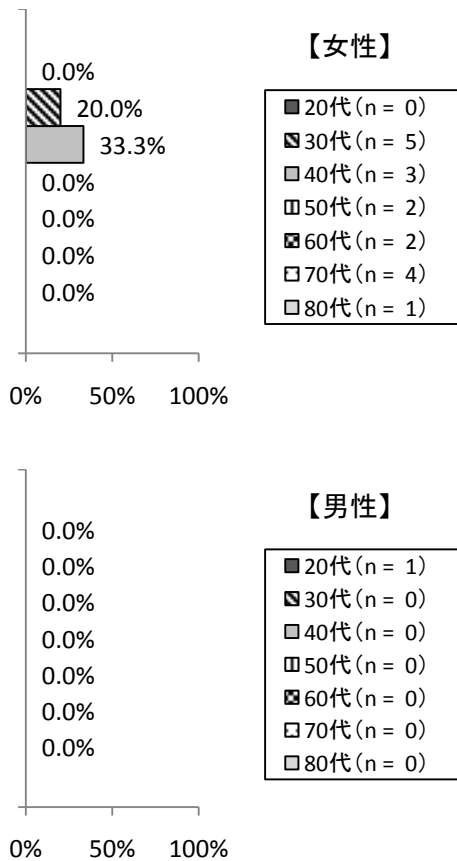 【女性】
0.0%
20.0%
33.3%
0.0%
0.0%
0.0%
0.0%
0% 50% 100%
20代(n = 0)
30代(n = 5)
40代(n = 3)
50代(n = 2)
60代(n = 2)
70代(n = 4)
80代(n = 1)
【男性】
0.0%
0.0%
0.0%
0.0%
0.0%
0.0%
0.0%
0% 50% 100%
20代(n = 1)
30代(n = 0)
40代(n = 0)
50代(n = 0)
60代(n = 0)
70代(n = 0)
80代(n = 0)